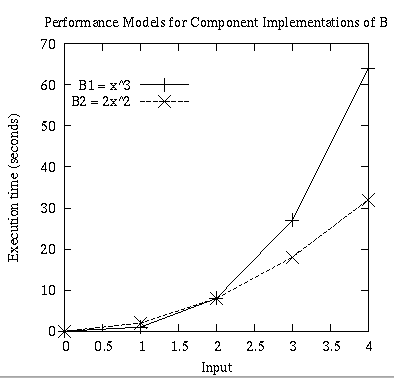 Performance Models for Component Implementations of B
70
60
50
40
30
20
10
0
B1 = x^3
B2 = 2x^2
Execution time (seconds)
0 0.5 1 1.5 2 2.5 3 3.5 4
Input